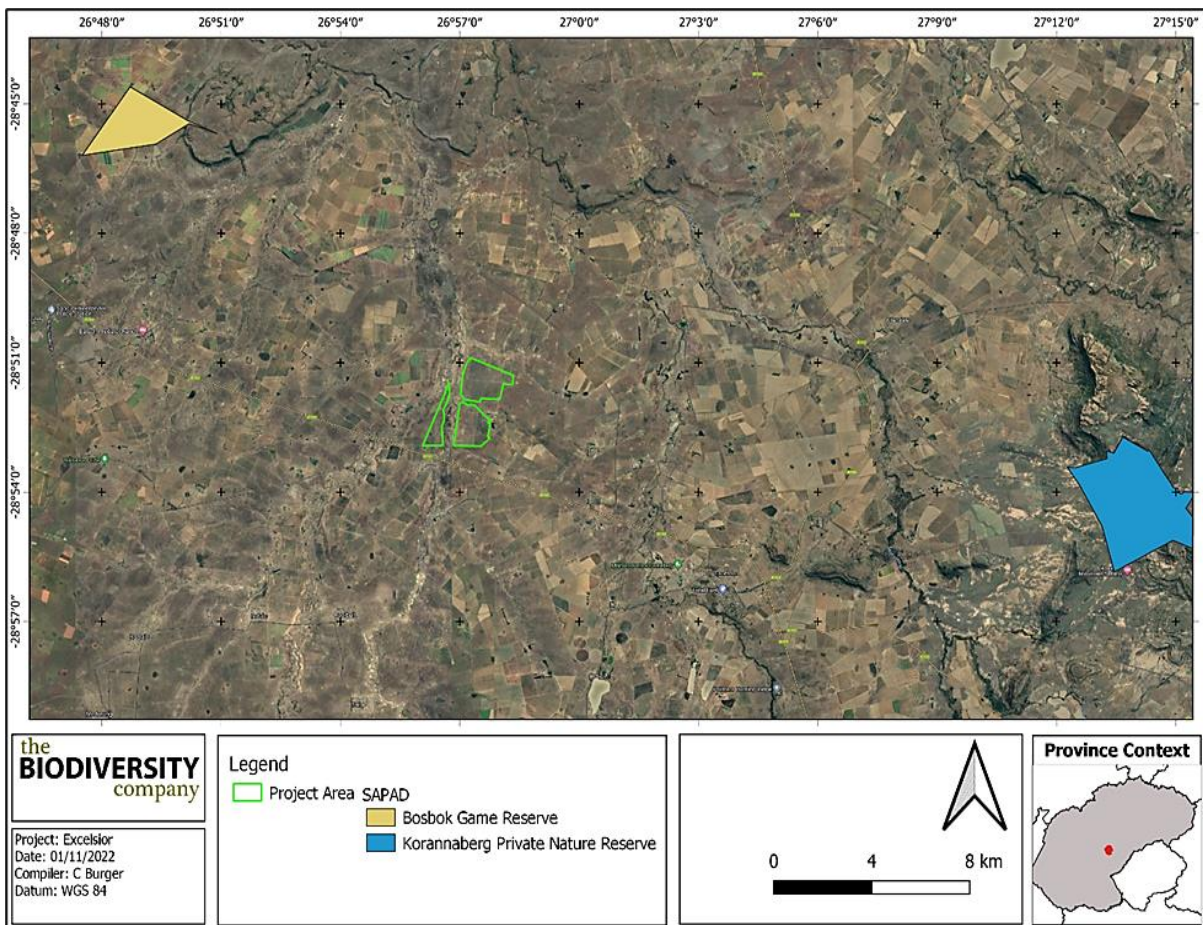 26°48'0" 26°51'0" 26°54'0" 26°57'0" 27°0'0" 27°3'0" 27°6'0" 27°9'0" 27°12'0" 27°15'0"
-28°45'0"
-28°48'0"
-28°51'0"
-28°54'0"
-28°57'0"
the
BIODIVERSITY
company
Project: Excelsior
Date: 01/11/2022
Compiler: C Burger
Datum: WGS 84
Legend
Project Area
SAPAD
Bosbok Game Reserve
Korannaberg Private Nature Reserve
0 4 8 km
Province Context